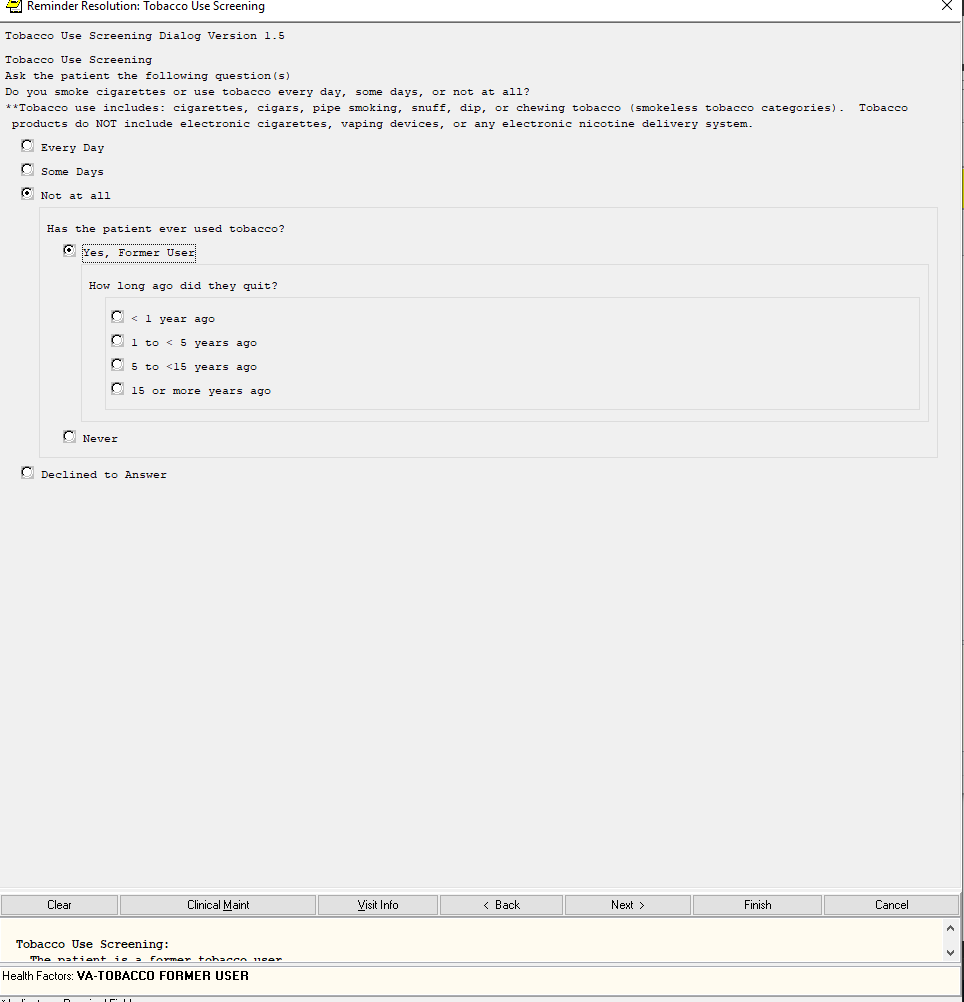 Reminder Resolution: Tobacco Use Screening
Tobacco Use Screening Dialog Version 1.5
Tobacco Use Screening
Ask the patient the following question(s)
Do you smoke cigarettes or use tobacco every day, some days, or not at all?
**Tobacco use includes: cigarettes, cigars, pipe smoking, snuff, dip, or chewing tobacco (smokeless tobacco categories).  Tobacco
products do NOT include electronic cigarettes, vaping devices, or any electronic nicotine delivery system.
Every Day
Some Days
Not at all
Has the patient ever used tobacco?
Yes, Former User
How long ago did they quit?
< 1 year ago
1 to < 5 years ago
5 to <15 years ago
15 or more years ago
Never
Declined to Answer
Clear Clinical Maint Visit Info < Back Next > Finish Cancel
Tobacco Use Screening:
The patient is a former tobacco user
Health Factors: VA-TOBACCO FORMER USER